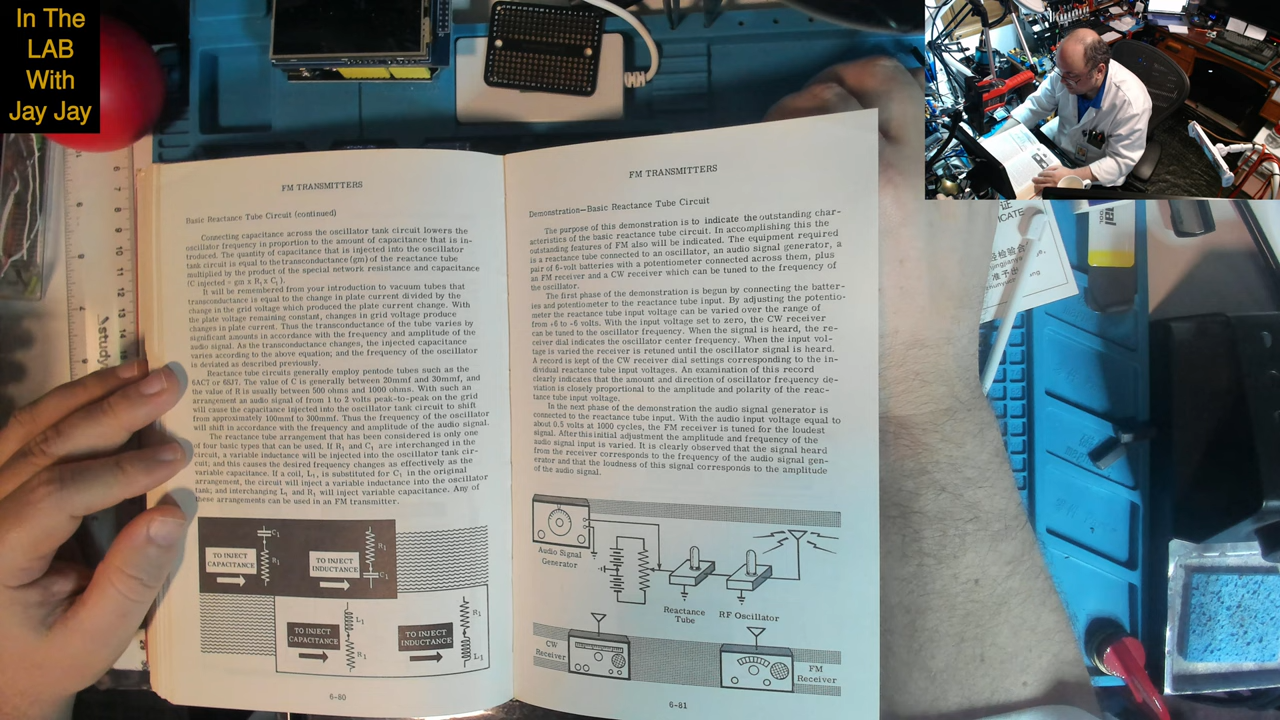 In The
LAB
With
Jay Jay
FM TRANSMITTERS
Basic Reactance Tube Circuit (continued)
Connecting capacitance across the oscillator tank circuit lowers the
oscillator frequency in proportion to the amount of capacitance that is in-
troduced. The quantity of capacitance that is injected into the oscillator
tank circuit is equal to the transconductance (gm) of the reactance tube
multiplied by the product of the special network resistance and capacitance
(C injected = gm x R₁ x C₁).
It will be remembered from your introduction to vacuum tubes that
transconductance is equal to the change in plate current divided by the
change in the grid voltage which produced the plate current change. With
the plate voltage remaining constant, changes in grid voltage produce
changes in plate current. Thus the transconductance of the tube varies by
significant amounts in accordance with the frequency and amplitude of the
audio signal. As the transconductance changes, the injected capacitance
varies according to the above equation; and the frequency of the oscillator
is deviated as described previously.
Reactance tube circuits generally employ pentode tubes such as the
6AC7 or 6SJ7. The value of C is generally between 20mmf and 30mmf, and
the value of R is usually between 500 ohms and 1000 ohms. With such an
arrangement an audio signal of from 1 to 2 volts peak-to-peak on the grid
will cause the capacitance injected into the oscillator tank circuit to shift
from approximately 100mmf to 300mmf. Thus the frequency of the oscillator
will shift in accordance with the frequency and amplitude of the audio signal.
The reactance tube arrangement that has been considered is only one
of four basic types that can be used. If R₁ and C₁ are interchanged in the
circuit, a variable inductance will be injected into the oscillator tank cir-
cuit; and this causes the desired frequency changes as effectively as the
variable capacitance. If a coil, L₁, is substituted for C₁ in the original
arrangement, the circuit will inject a variable inductance into the oscillator
tank; and interchanging L₁ and R₁ will inject variable capacitance. Any of
these arrangements can be used in an FM transmitter.
TO INJECT
CAPACITANCE
C₁
R₁
TO INJECT
INDUCTANCE
R₁
C₁
TO INJECT
CAPACITANCE
L₁
R₁
TO INJECT
INDUCTANCE
R₁
L₁
6-80
FM TRANSMITTERS
Demonstration—Basic Reactance Tube Circuit
The purpose of this demonstration is to indicate the outstanding char-
acteristics of the basic reactance tube circuit. In accomplishing this the
outstanding features of FM also will be indicated. The equipment required
is a reactance tube connected to an oscillator, an audio signal generator, a
pair of 6-volt batteries with a potentiometer connected across them, plus
an FM receiver and a CW receiver which can be tuned to the frequency of
the oscillator.
The first phase of the demonstration is begun by connecting the batter-
ies and potentiometer to the reactance tube input. By adjusting the potentio-
meter the reactance tube input voltage can be varied over the range of
from +6 to -6 volts. With the input voltage set to zero, the CW receiver
can be tuned to the oscillator frequency. When the signal is heard, the re-
ceiver dial indicates the oscillator center frequency. When the input vol-
tage is varied the receiver is retuned until the oscillator signal is heard.
A record is kept of the CW receiver dial settings corresponding to the in-
dividual reactance tube input voltages. An examination of this record
clearly indicates that the amount and direction of oscillator frequency de-
viation is closely proportional to the amplitude and polarity of the reac-
tance tube input voltage.
In the next phase of the demonstration the audio signal generator is
connected to the reactance tube input. With the audio input voltage equal to
about 0.5 volts at 1000 cycles, the FM receiver is tuned for the loudest
signal. After this initial adjustment the amplitude and frequency of the
audio signal input is varied. It is clearly observed that the signal heard
from the receiver corresponds to the frequency of the audio signal gen-
erator and that the loudness of this signal corresponds to the amplitude
of the audio signal.
Audio Signal
Generator
Reactance
Tube
RF Oscillator
CW
Receiver
FM
Receiver
6-81